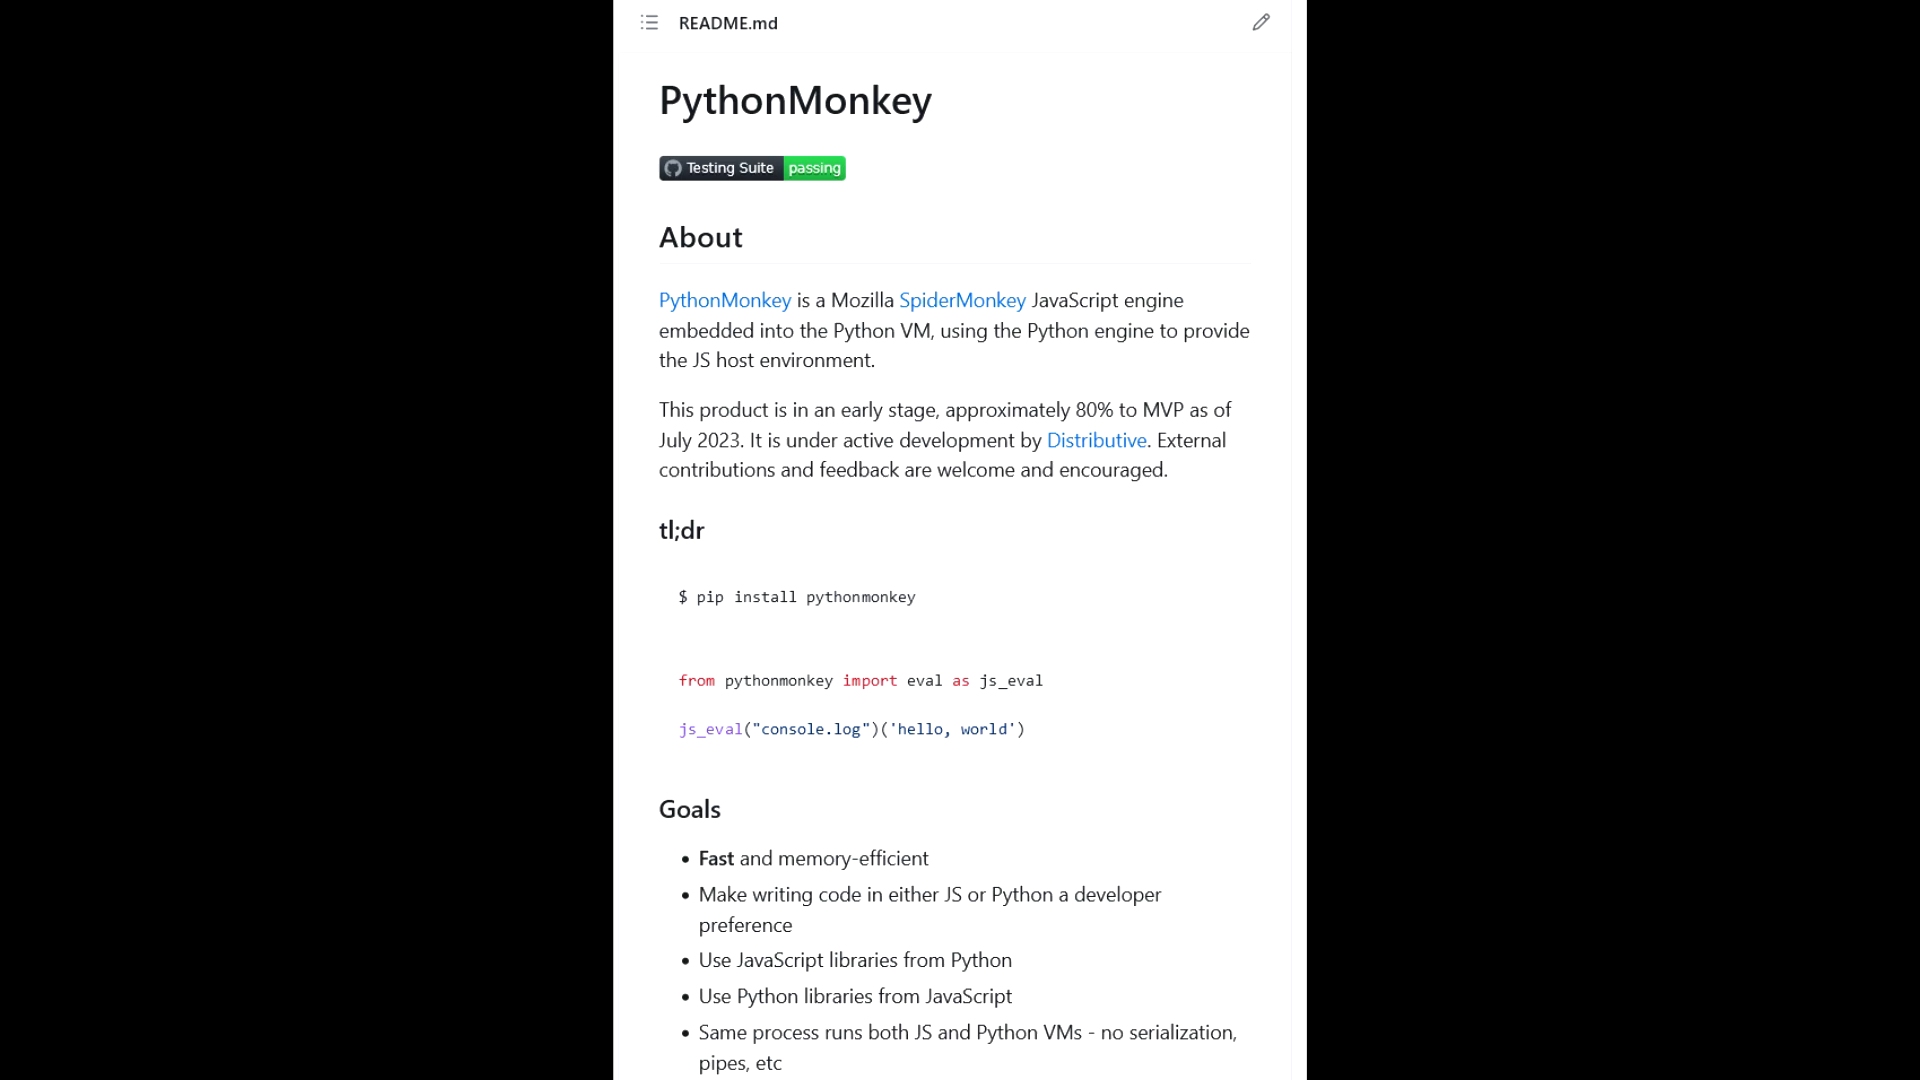 README.md
PythonMonkey
Testing Suite passing
About
PythonMonkey is a Mozilla SpiderMonkey JavaScript engine
embedded into the Python VM, using the Python engine to provide
the JS host environment.
This product is in an early stage, approximately 80% to MVP as of
July 2023. It is under active development by Distributive. External
contributions and feedback are welcome and encouraged.
tl;dr
$ pip install pythonmonkey
from pythonmonkey import eval as js_eval
js_eval("console.log")('hello, world')
Goals
• Fast and memory-efficient
• Make writing code in either JS or Python a developer
preference
• Use JavaScript libraries from Python
• Use Python libraries from JavaScript
• Same process runs both JS and Python VMs - no serialization,
pipes, etc